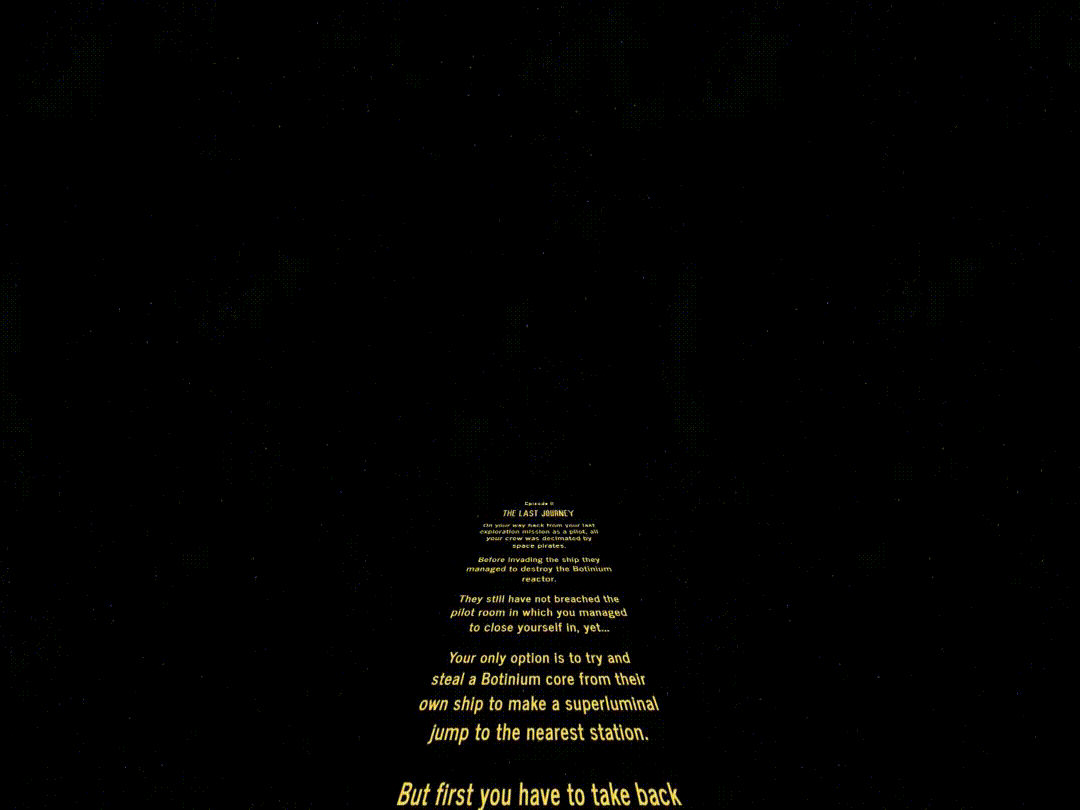 Episode II
THE LAST JOURNEY
On your way back from your last
exploration mission as a pilot, all
your crew was decimated by
space pirates.
Before invading the ship they
managed to destroy the Botinium
reactor.
They still have not breached the
pilot room in which you managed
to close yourself in, yet...
Your only option is to try and
steal a Botinium core from their
own ship to make a superluminal
jump to the nearest station.
But first you have to take back